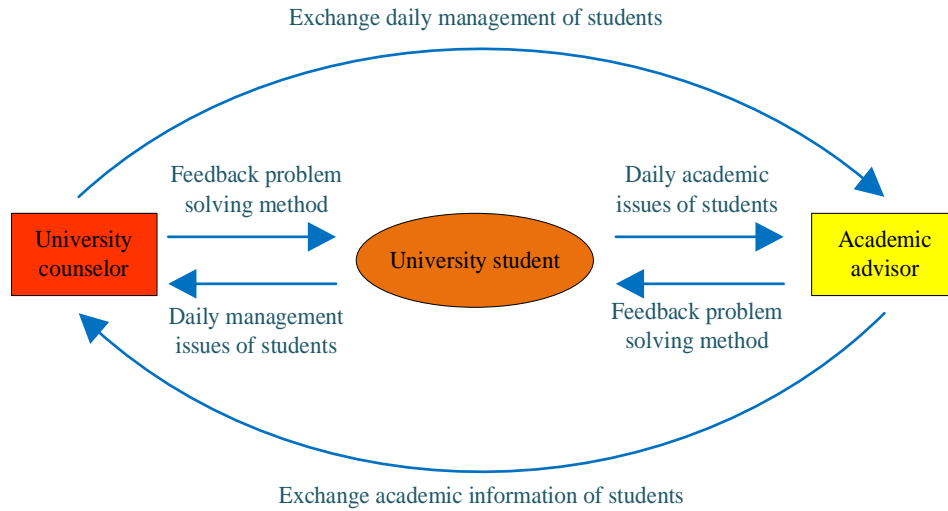 Exchange daily management of students
Feedback problem
solving method
Daily academic
issues of students
University
counselor
University student
Academic
advisor
Daily management
issues of students
Feedback problem
solving method
Exchange academic information of students